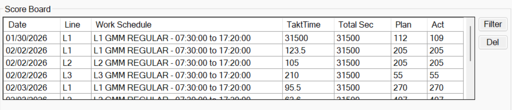 Score Board
Date Line Work Schedule TaktTime Total Sec Plan Act
01/30/2026 L1 L1 GMM REGULAR - 07:30:00 to 17:20:00 31500 31500 112 109
02/02/2026 L1 L1 GMM REGULAR - 07:30:00 to 17:20:00 123.5 31500 205 205
02/02/2026 L2 L2 GMM REGULAR - 07:30:00 to 17:20:00 105 31500 205 205
02/02/2026 L3 L3 GMM REGULAR - 07:30:00 to 17:20:00 210 31500 55 55
02/03/2026 L1 L1 GMM REGULAR - 07:30:00 to 17:20:00 95.5 31500 270 270
Filter
Del